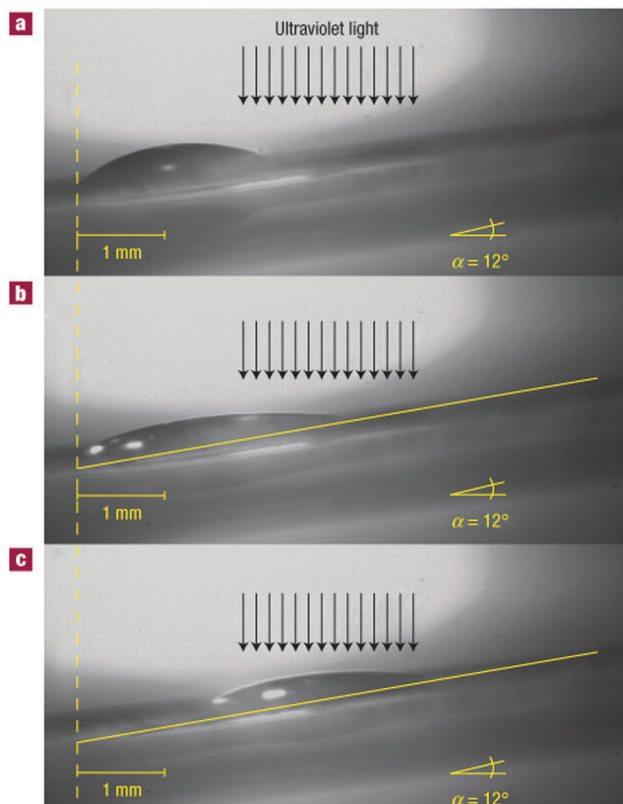 a
Ultraviolet light
1 mm
α = 12°
b
1 mm
α = 12°
c
1 mm
α = 12°